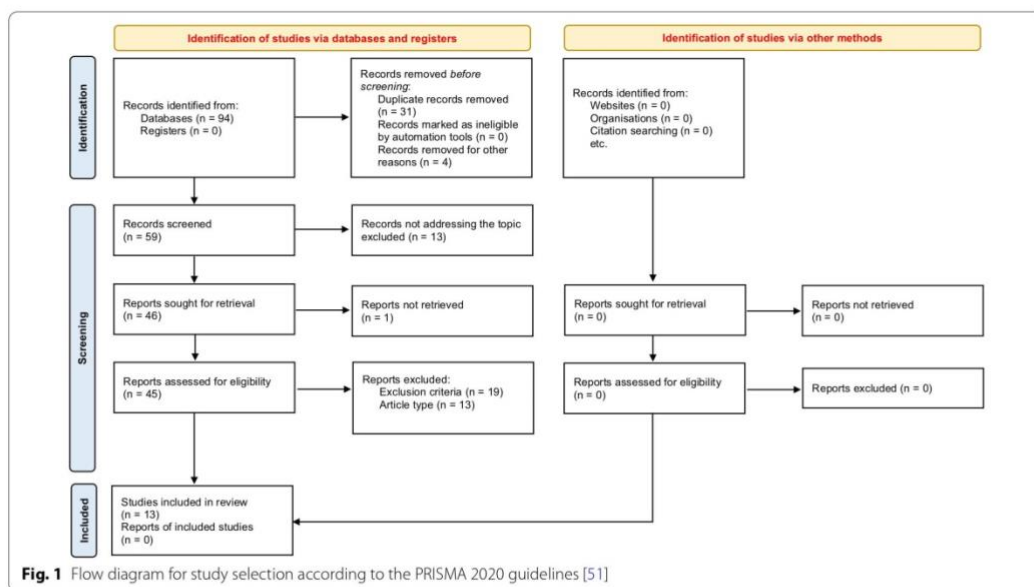 Identification of studies via databases and registers
Identification of studies via other methods
Identification
Records identified from:
Databases (n = 94)
Registers (n = 0)
Records removed before
screening:
Duplicate records removed
(n = 31)
Records marked as ineligible
by automation tools (n = 0)
Records removed for other
reasons (n = 4)
Records identified from:
Websites (n = 0)
Organisations (n = 0)
Citation searching (n = 0)
etc.
Screening
Records screened
(n = 59)
Records not addressing the topic
excluded (n = 13)
Reports sought for retrieval
(n = 46)
Reports not retrieved
(n = 1)
Reports sought for retrieval
(n = 0)
Reports not retrieved
(n = 0)
Reports assessed for eligibility
(n = 45)
Reports excluded:
Exclusion criteria (n = 19)
Article type (n = 13)
Reports assessed for eligibility
(n = 0)
Reports excluded (n = 0)
Included
Studies included in review
(n = 13)
Reports of included studies
(n = 0)
Fig. 1 Flow diagram for study selection according to the PRISMA 2020 guidelines [51]